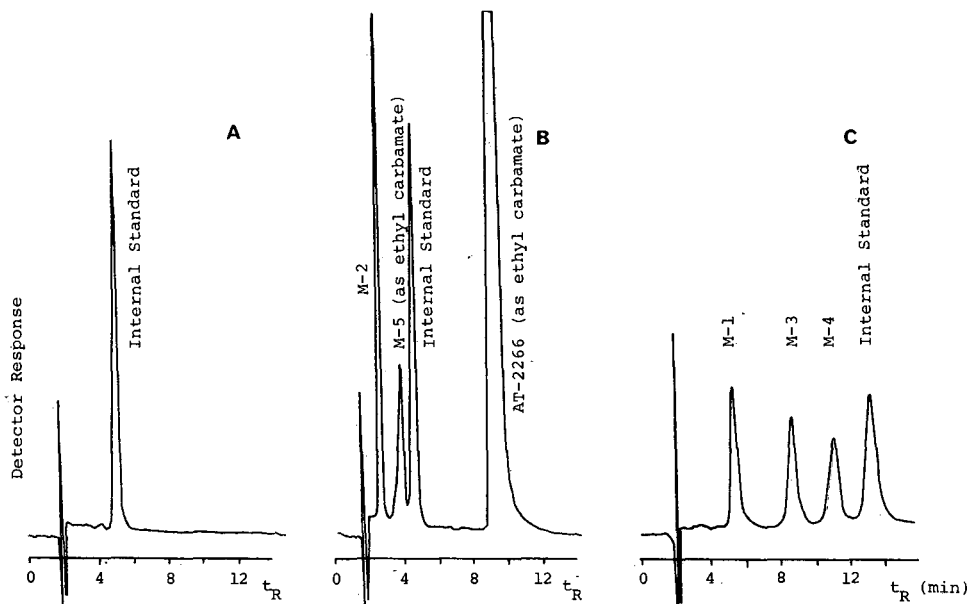 Detector Response
A
Internal Standard
0 4 8 12
t_R
B
M-2
M-5 (as ethyl carbamate)
Internal Standard
AT-2266 (as ethyl carbamate)
0 4 8 12
t_R
C
M-1
M-3
M-4
Internal Standard
0 4 8 12
t_R (min)